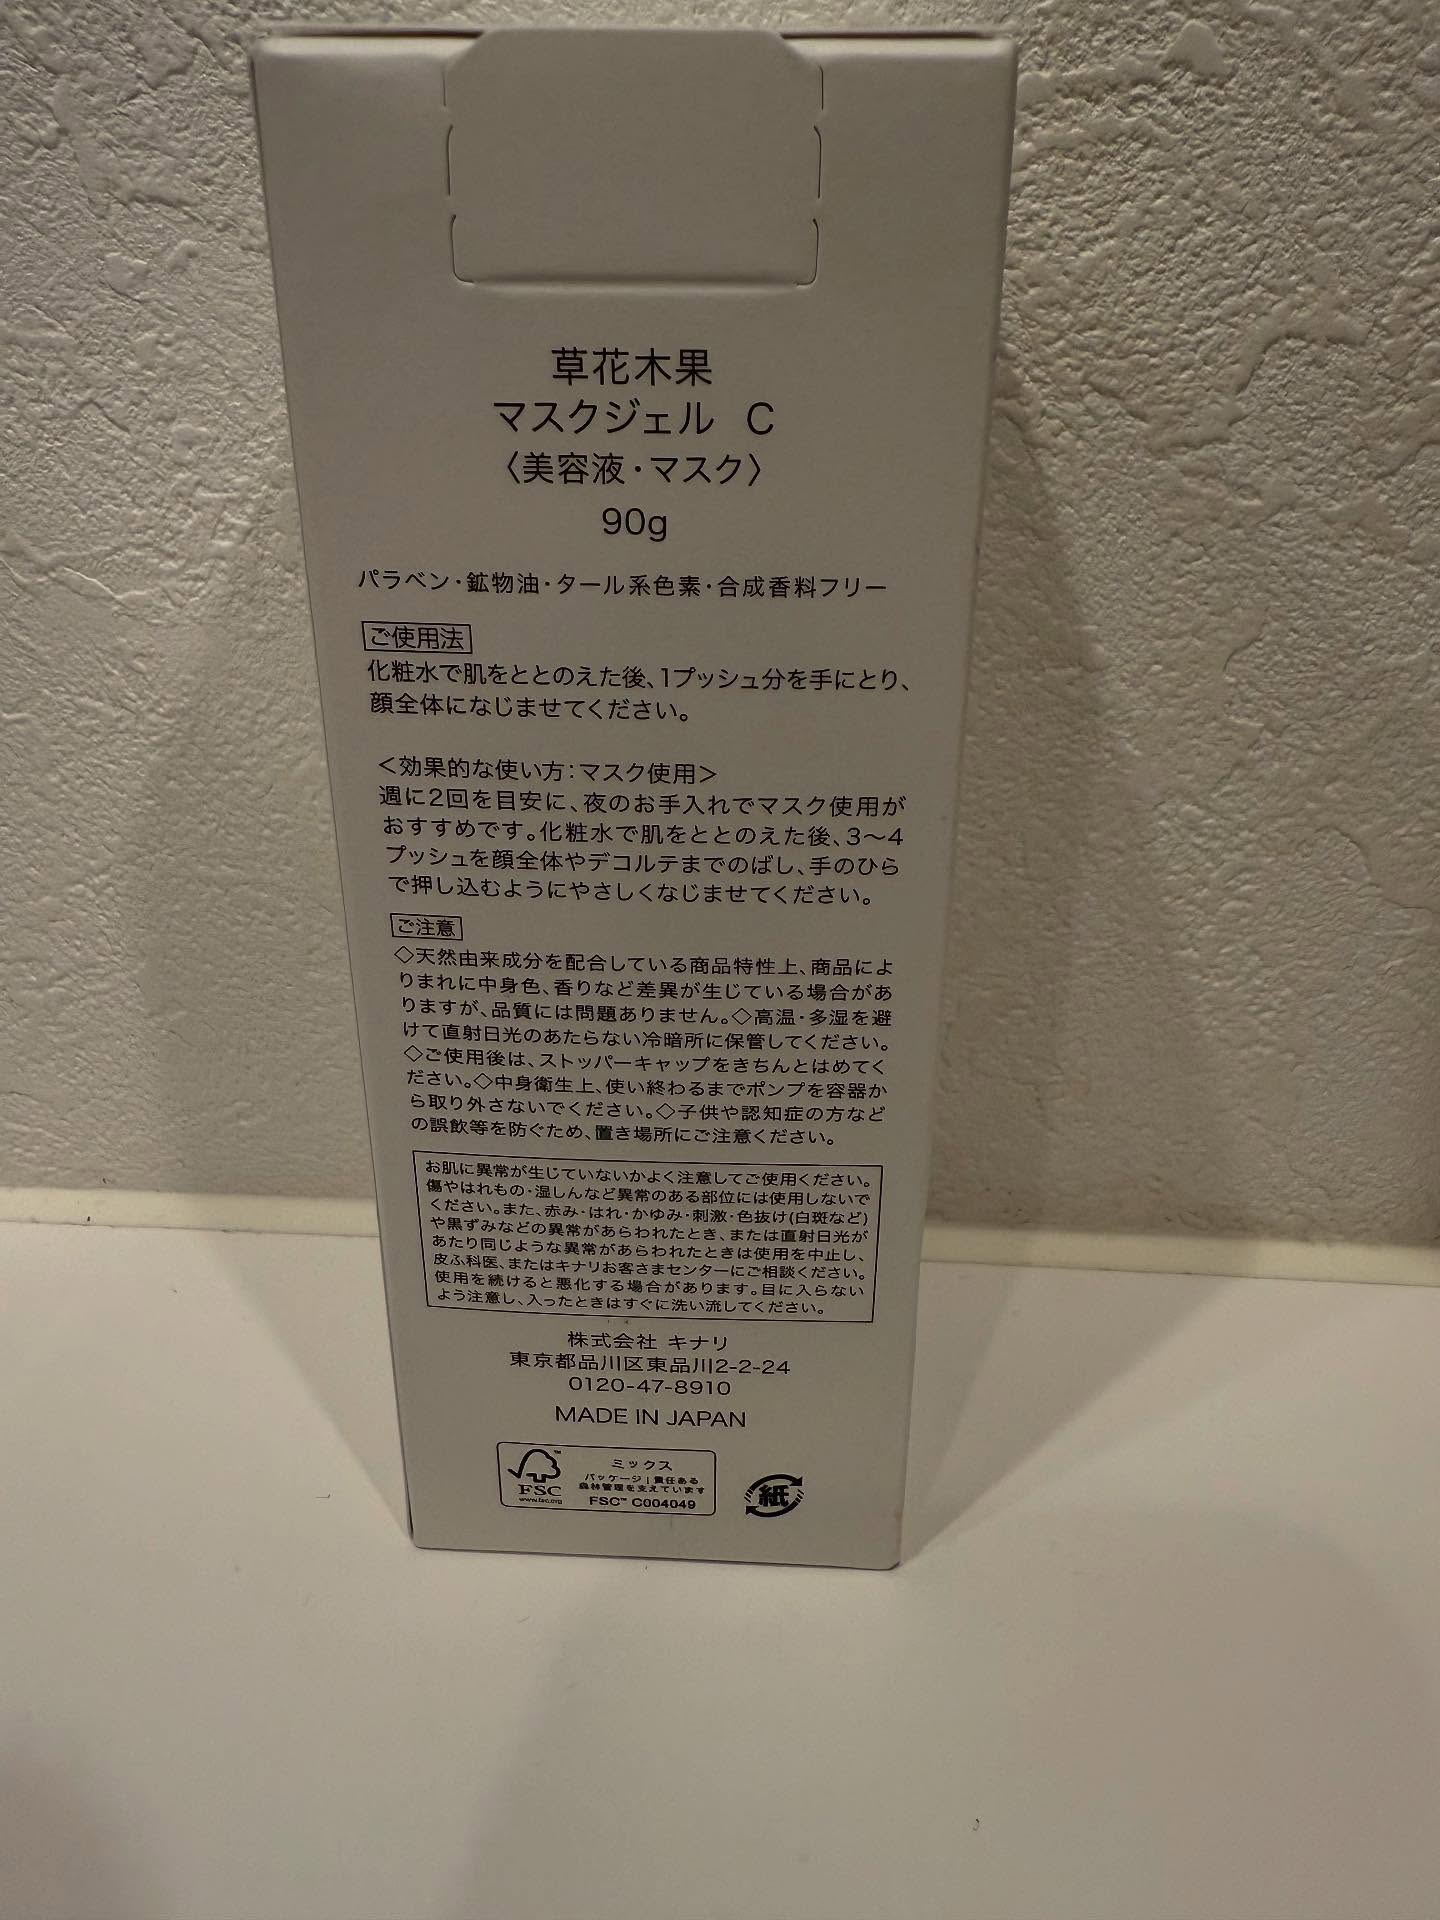 草花木果
マスクジェル C
〈美容液・マスク〉
90g
パラベン・鉱物油・タール系色素・合成香料フリー
ご使用法
化粧水で肌をととのえた後、1プッシュ分を手にとり、
顔全体になじませてください。
＜効果的な使い方：マスク使用＞
週に2回を目安に、夜のお手入れでマスク使用が
おすすめです。化粧水で肌をととのえた後、3〜4
プッシュを顔全体やデコルテまでのばし、手のひら
で押し込むようにやさしくなじませてください。
ご注意
◇天然由来成分を配合している商品特性上、商品によ
りまれに中身色、香りなど差異が生じている場合があ
りますが、品質には問題ありません。◇高温・多湿を避
けて直射日光のあたらない冷暗所に保管してください。
◇ご使用後は、ストッパーキャップをきちんとはめてく
ださい。◇中身衛生上、使い終わるまでポンプを容器か
ら取り外さないでください。◇子供や認知症の方など
の誤飲等を防ぐため、置き場所にご注意ください。
お肌に異常が生じていないかよく注意してご使用ください。
傷やはれもの・湿しんなど異常のある部位には使用しないで
ください。また、赤み・はれ・かゆみ・刺激・色抜け(白斑など)
や黒ずみなどの異常があらわれたとき、または直射日光が
あたり同じような異常があらわれたときは使用を中止し、
皮ふ科医、またはキナリお客さまセンターにご相談ください。
使用を続けると悪化する場合があります。目に入らない
よう注意し、入ったときはすぐに洗い流してください。
株式会社 キナリ
東京都品川区東品川2-2-24
0120-47-8910
MADE IN JAPAN
FSC™
www.fsc.org
ミックス
パッケージ｜責任ある
森林管理を支えています
FSC™ C004049
紙